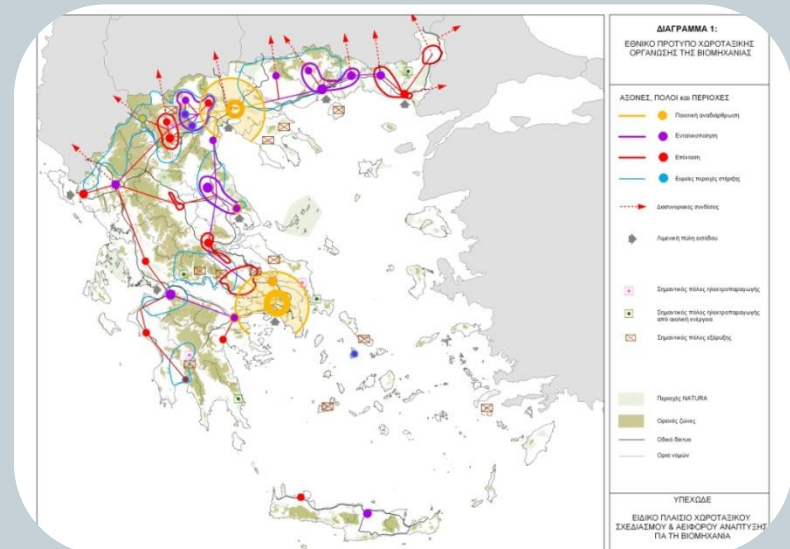 ΔΙΑΓΡΑΜΜΑ 1:
ΕΘΝΙΚΟ ΠΡΟΤΥΠΟ ΧΩΡΟΤΑΞΙΚΗΣ
ΟΡΓΑΝΩΣΗΣ ΤΗΣ ΒΙΟΜΗΧΑΝΙΑΣ
ΑΞΟΝΕΣ, ΠΟΛΟΙ και ΠΕΡΙΟΧΕΣ
Ποιοτική αναδιάρθρωση
Εντατικοποίηση
Επέκταση
Ευρείες περιοχές στήριξης
Διασυνοριακές συνδέσεις
Λιμενική πύλη εισόδου
Σημαντικός πόλος ηλεκτροπαραγωγής
Σημαντικός πόλος ηλεκτροπαραγωγής
από αιολική ενέργεια
Σημαντικός πόλος εξόρυξης
Περιοχές NATURA
Ορεινές ζώνες
Οδικό δίκτυο
Όρια νομών
ΥΠΕΧΩΔΕ
ΕΙΔΙΚΟ ΠΛΑΙΣΙΟ ΧΩΡΟΤΑΞΙΚΟΥ
ΣΧΕΔΙΑΣΜΟΥ & ΑΕΙΦΟΡΟΥ ΑΝΑΠΤΥΞΗΣ
ΓΙΑ ΤΗ ΒΙΟΜΗΧΑΝΙΑ